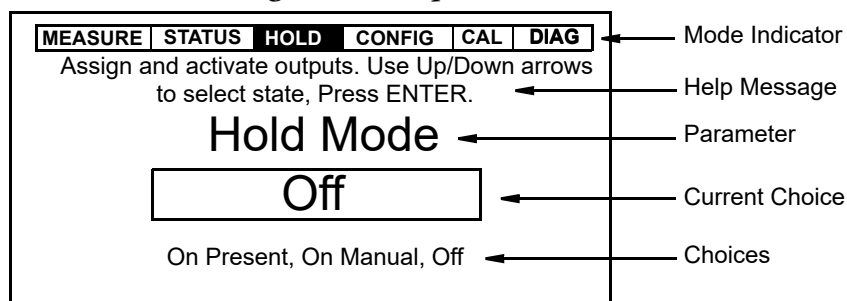 MEASURE STATUS HOLD CONFIG CAL DIAG Mode Indicator
Assign and activate outputs. Use Up/Down arrows
to select state, Press ENTER. Help Message
Hold Mode Parameter
Off Current Choice
On Present, On Manual, Off Choices